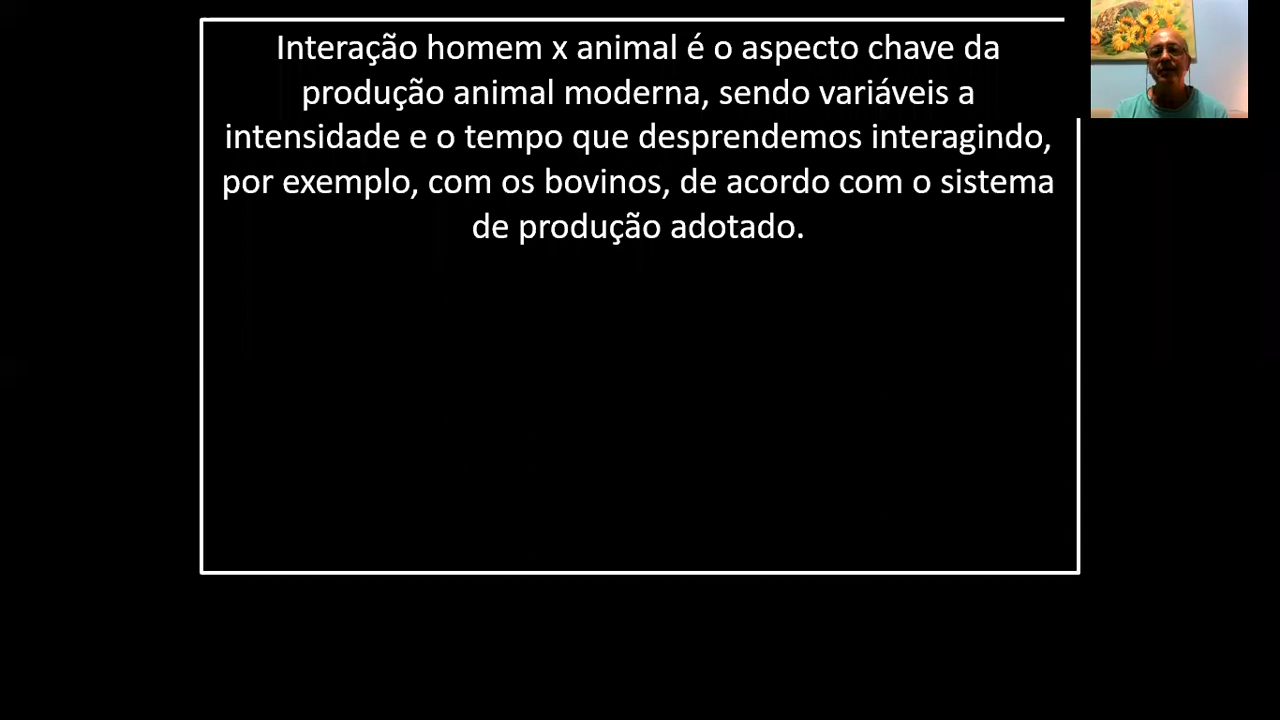 Interação homem x animal é o aspecto chave da
produção animal moderna, sendo variáveis a
intensidade e o tempo que desprendemos interagindo,
por exemplo, com os bovinos, de acordo com o sistema
de produção adotado.